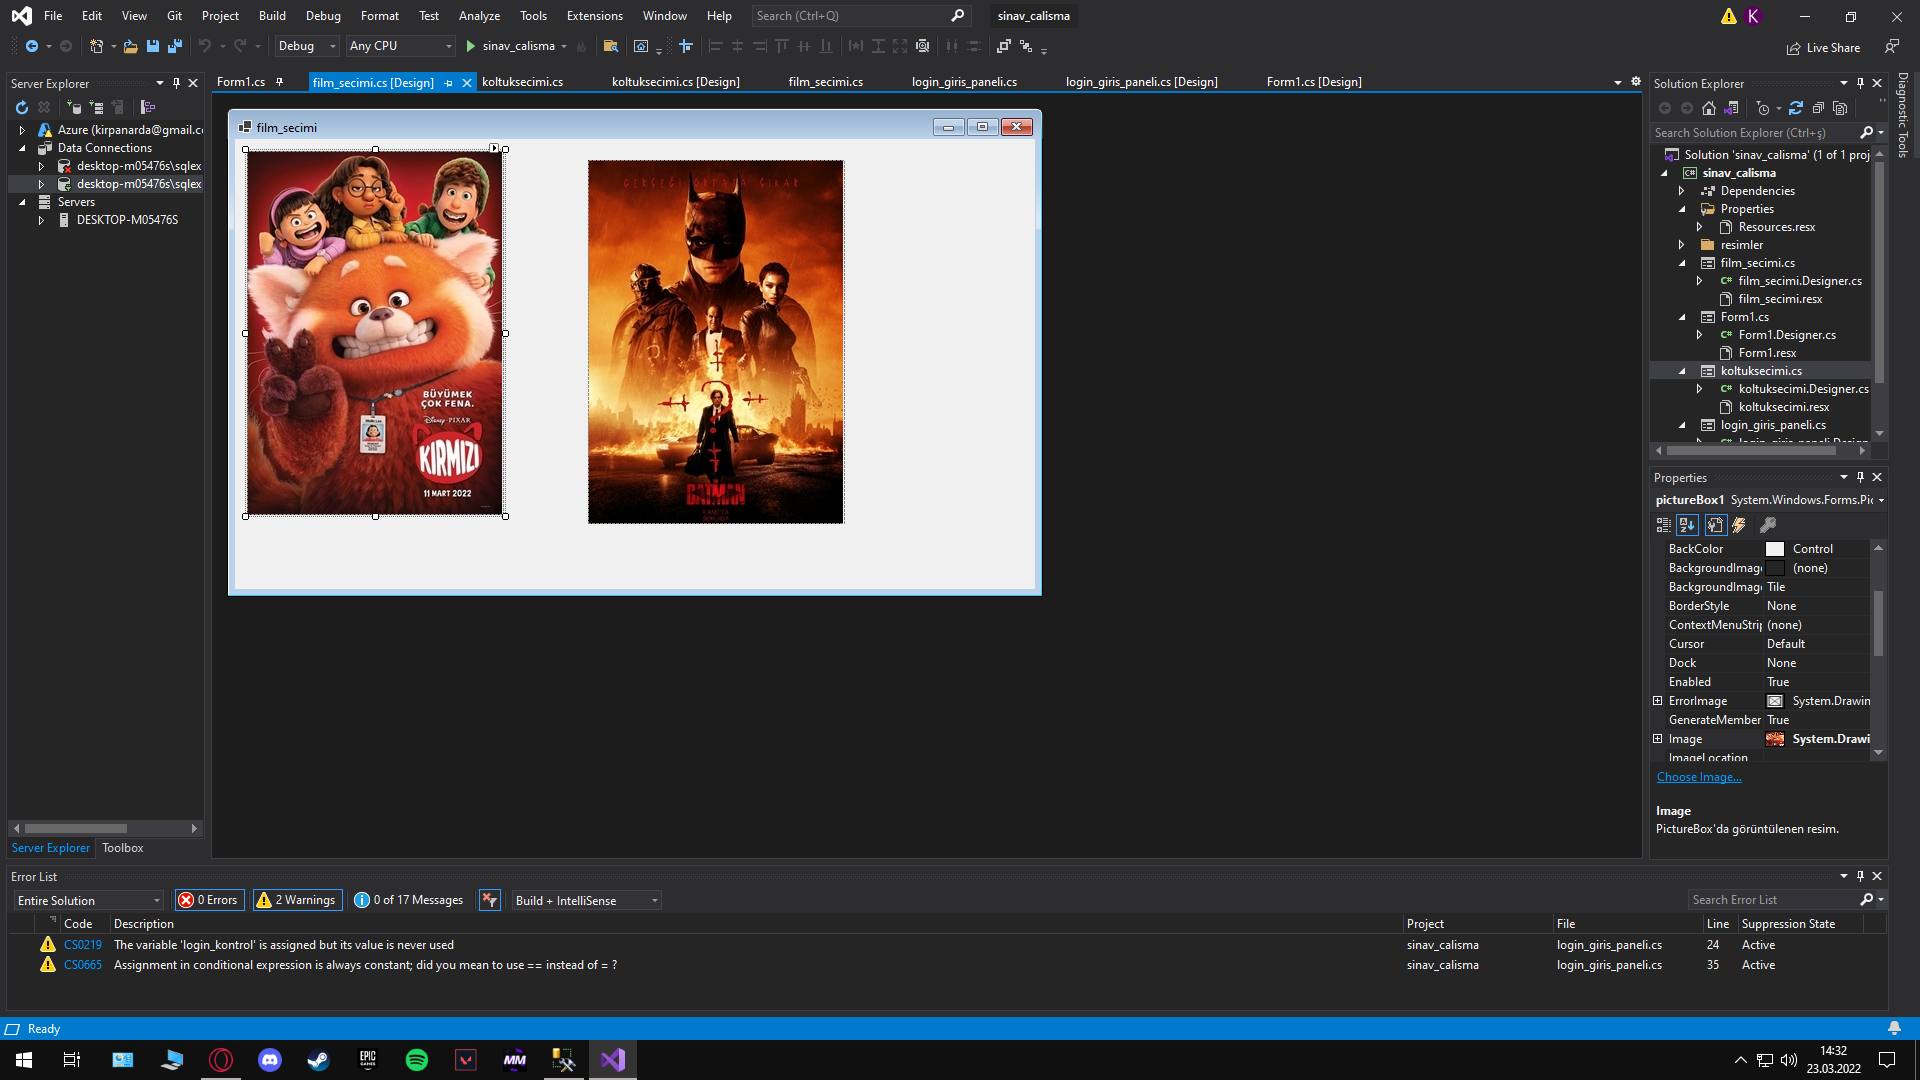 File Edit View Git Project Build Debug Format Test Analyze Tools Extensions Window Help Search (Ctrl+Q) sinav_calisma K
Debug Any CPU sinav_calisma Live Share
Server Explorer
Azure (kirpanarda@gmail.c
Data Connections
desktop-m05476s\sqlex
desktop-m05476s\sqlex
Servers
DESKTOP-M05476S
Server Explorer Toolbox
Form1.cs film_secimi.cs [Design] koltuksecimi.cs koltuksecimi.cs [Design] film_secimi.cs login_giris_paneli.cs login_giris_paneli.cs [Design] Form1.cs [Design]
film_secimi
BÜYÜMEK
ÇOK FENA.
Disney · PIXAR
KIRMIZI
11 MART 2022
GERÇEĞİ ORTAYA ÇIKAR
BATMAN
Solution Explorer
Search Solution Explorer (Ctrl+ş)
Solution 'sinav_calisma' (1 of 1 proj
sinav_calisma
Dependencies
Properties
Resources.resx
resimler
film_secimi.cs
film_secimi.Designer.cs
film_secimi.resx
Form1.cs
Form1.Designer.cs
Form1.resx
koltuksecimi.cs
koltuksecimi.Designer.cs
koltuksecimi.resx
login_giris_paneli.cs
Diagnostic Tools
Properties
pictureBox1 System.Windows.Forms.Pic
BackColor Control
BackgroundImag (none)
BackgroundImag Tile
BorderStyle None
ContextMenuStrip (none)
Cursor Default
Dock None
Enabled True
ErrorImage System.Drawin
GenerateMember True
Image System.Drawi
ImageLocation
Choose Image...
Image
PictureBox'da görüntülenen resim.
Error List
Entire Solution 0 Errors 2 Warnings 0 of 17 Messages Build + IntelliSense Search Error List
Code Description Project File Line Suppression State
CS0219 The variable 'login_kontrol' is assigned but its value is never used sinav_calisma login_giris_paneli.cs 24 Active
CS0665 Assignment in conditional expression is always constant; did you mean to use == instead of = ? sinav_calisma login_giris_paneli.cs 35 Active
Ready
EPIC GAMES MM
14:32
23.03.2022